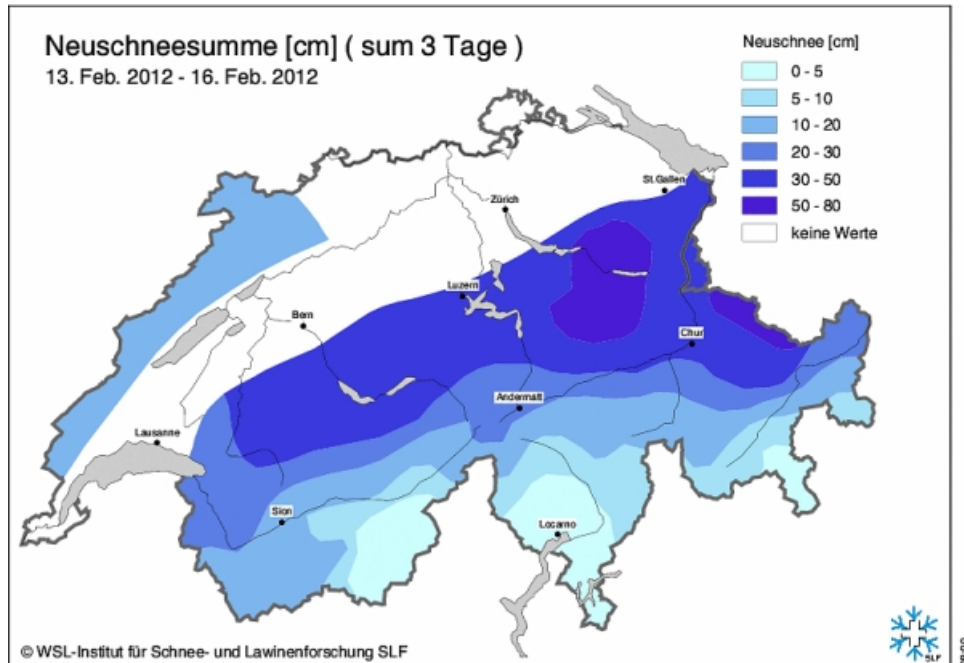 Neuschneesumme [cm] ( sum 3 Tage )
13. Feb. 2012 - 16. Feb. 2012
Neuschnee [cm]
0 - 5
5 - 10
10 - 20
20 - 30
30 - 50
50 - 80
keine Werte
St.Gallen
Zürich
Luzern
Bern
Chur
Andermatt
Lausanne
Sion
Locarno
© WSL-Institut für Schnee- und Lawinenforschung SLF
SLF